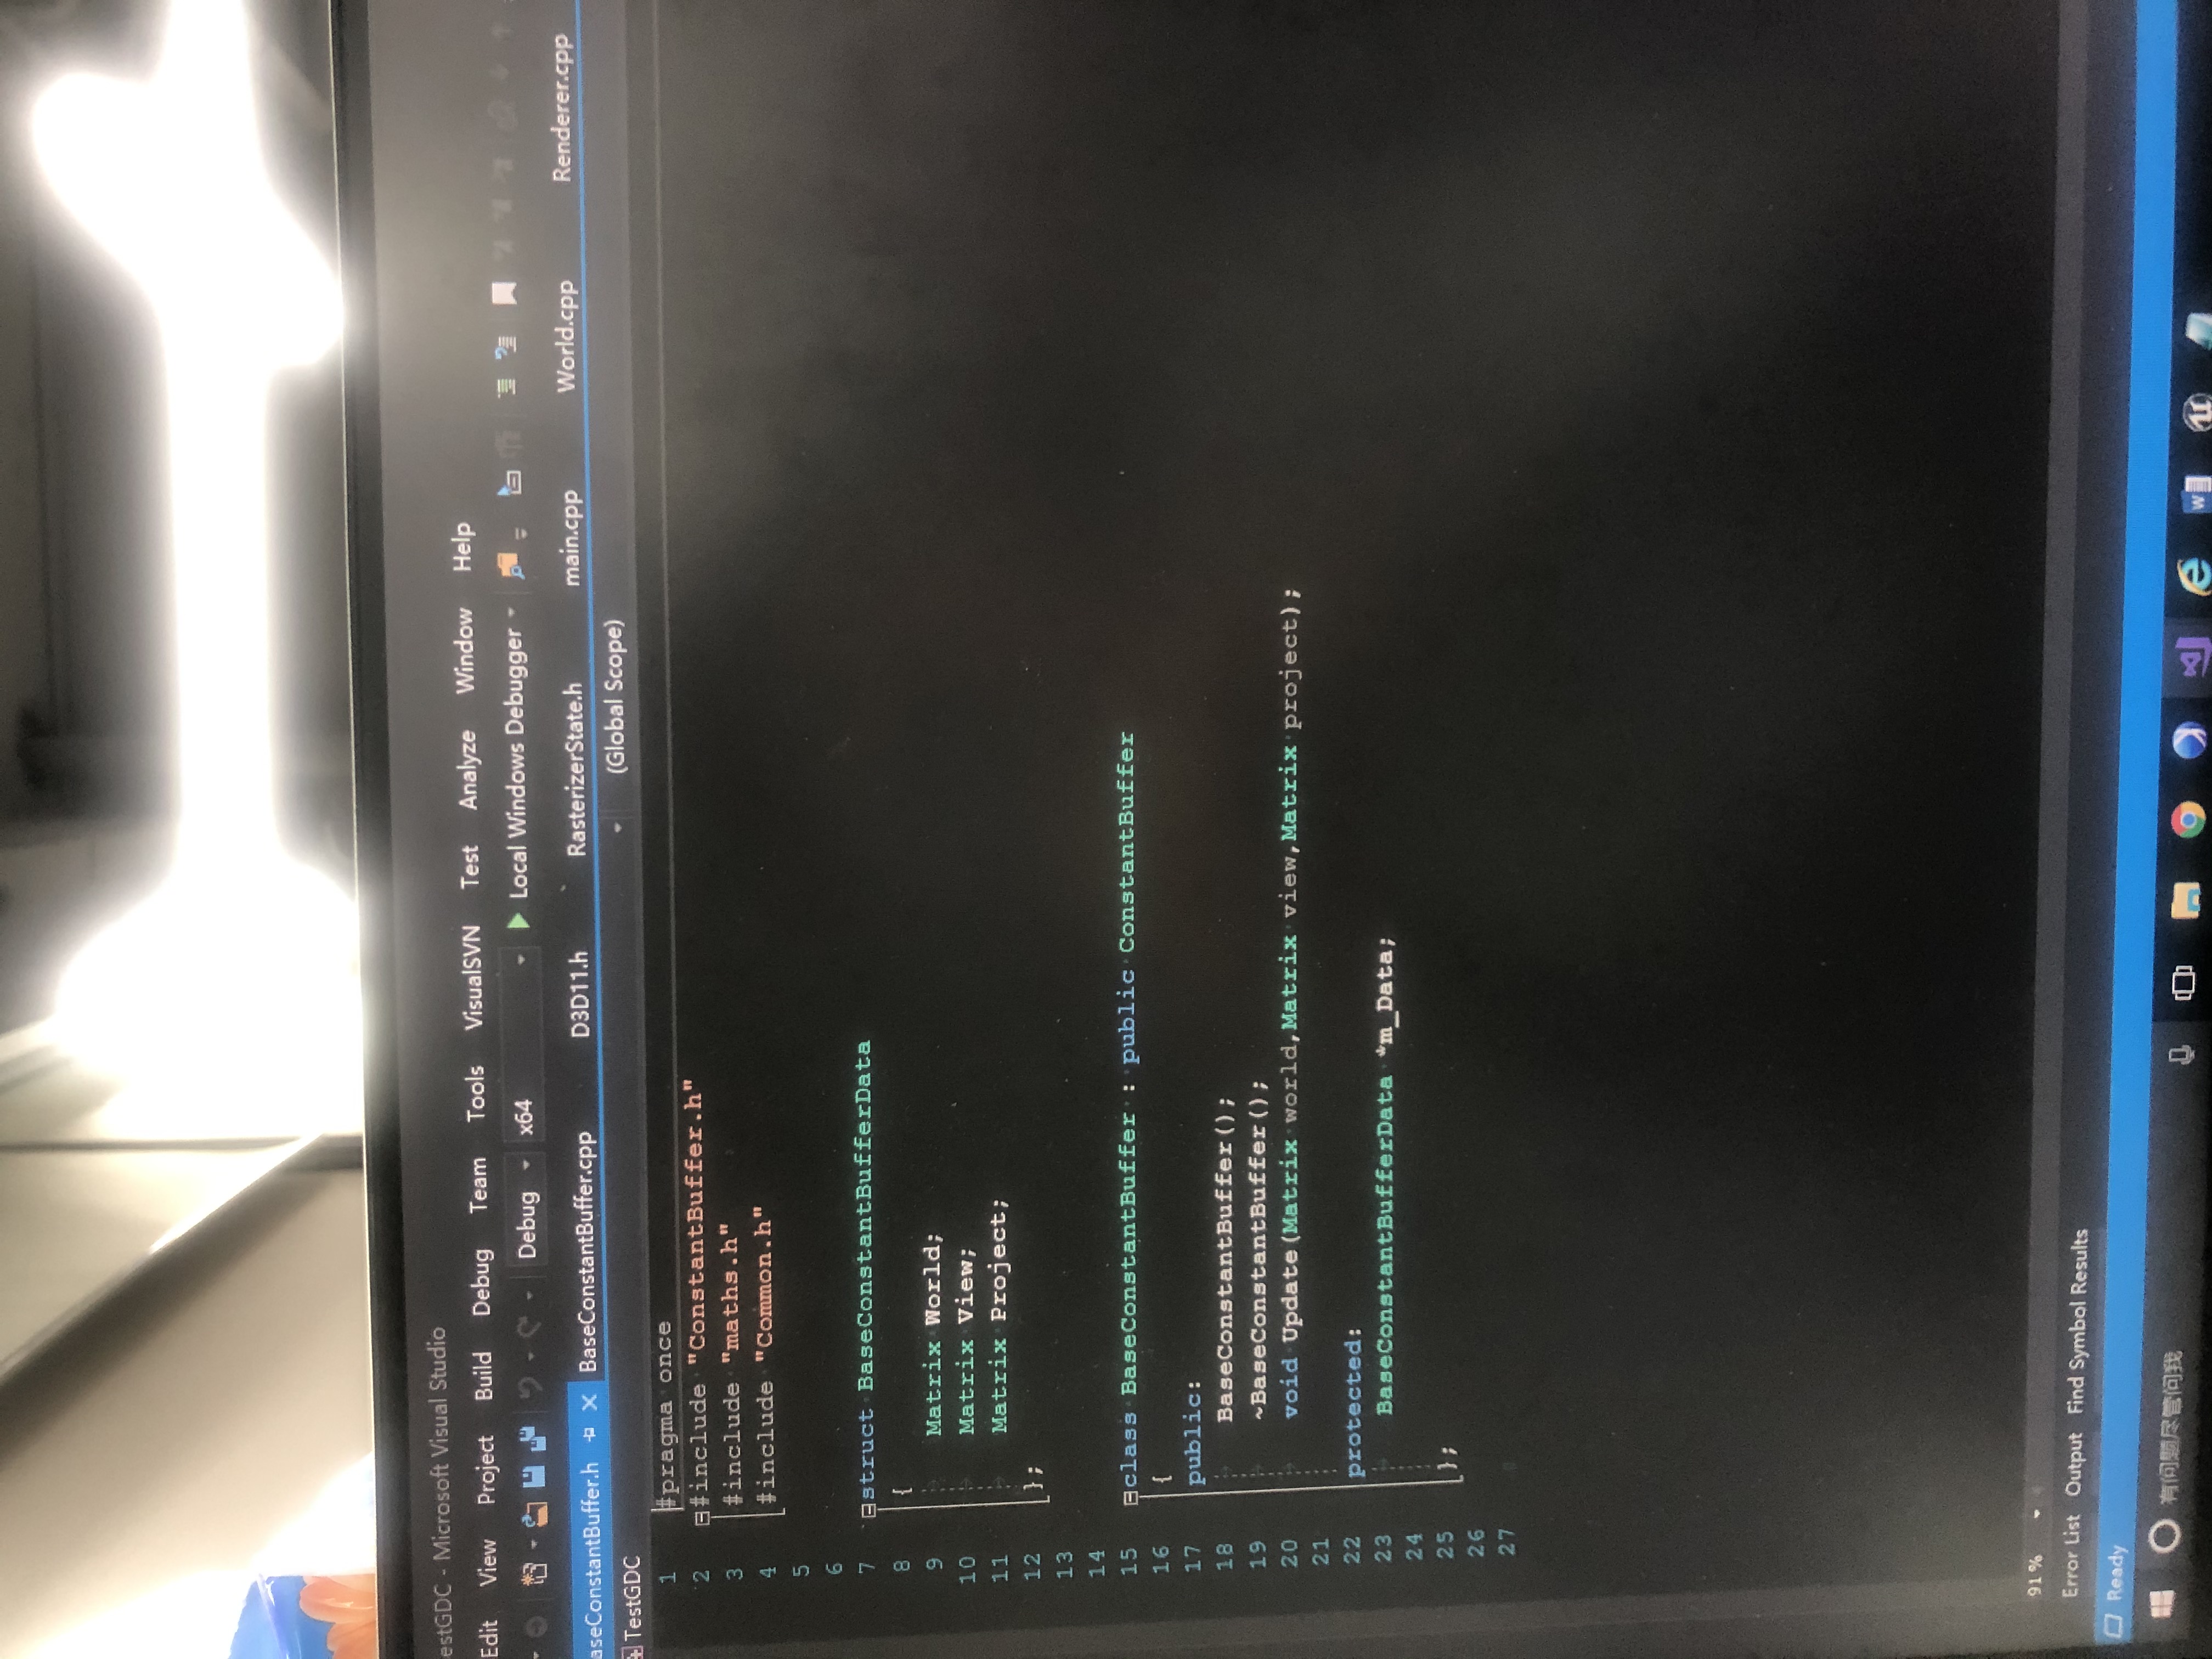 estGDC - Microsoft Visual Studio
Edit View Project Build Debug Team Tools VisualSVN Test Analyze Window Help
Debug x64 Local Windows Debugger
aseConstantBuffer.h BaseConstantBuffer.cpp D3D11.h RasterizerState.h main.cpp World.cpp Renderer.cpp
TestGDC (Global Scope)
1 #pragma once
2 #include "ConstantBuffer.h"
3 #include "maths.h"
4 #include "Common.h"
5
6
7 struct BaseConstantBufferData
8 {
9 Matrix World;
10 Matrix View;
11 Matrix Project;
12 };
13
14
15 class BaseConstantBuffer : public ConstantBuffer
16 {
17 public:
18 BaseConstantBuffer();
19 ~BaseConstantBuffer();
20 void Update(Matrix world,Matrix view,Matrix project);
21
22 protected:
23 BaseConstantBufferData *m_Data;
24
25 };
26
27
91 %
Error List Output Find Symbol Results
Ready
有问题尽管问我